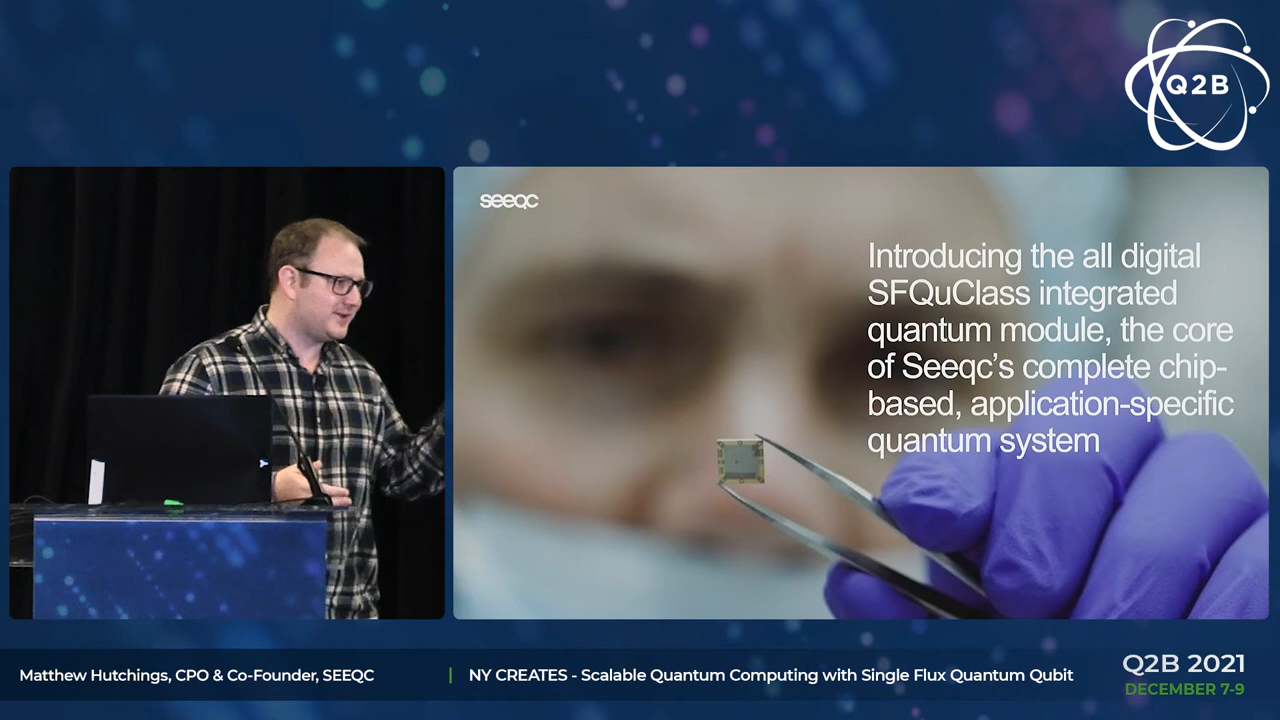 Q2B
seeqc
Introducing the all digital
SFQuClass integrated
quantum module, the core
of Seeqc's complete chip-
based, application-specific
quantum system
Matthew Hutchings, CPO & Co-Founder, SEEQC
NY CREATES - Scalable Quantum Computing with Single Flux Quantum Qubit
Q2B 2021
DECEMBER 7-9